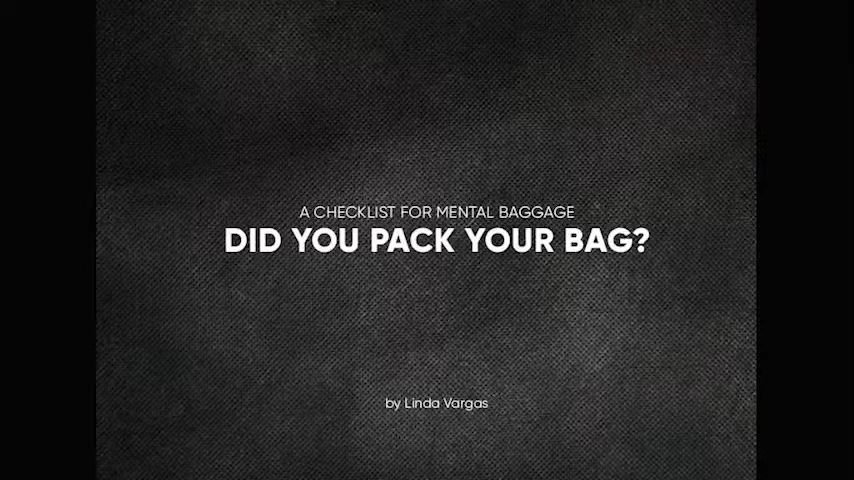 A CHECKLIST FOR MENTAL BAGGAGE
DID YOU PACK YOUR BAG?
by Linda Vargas